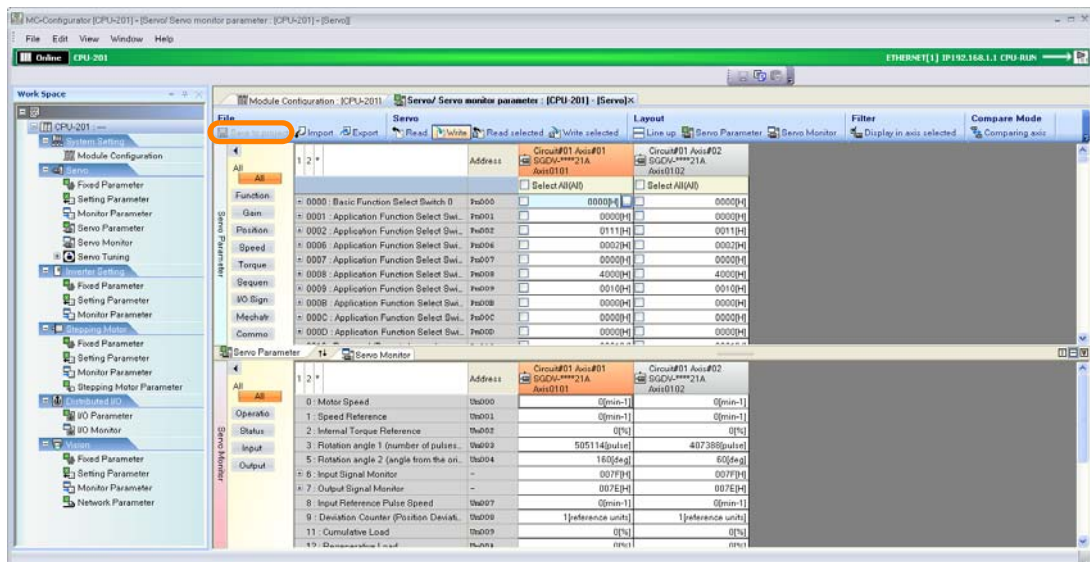 MC-Configurator [CPU-201] - [Servo/ Servo monitor parameter : [CPU-201] - [Servo]]
File Edit View Window Help
Online CPU-201 ETHERNET[1] IP192.168.1.1 CPU-RUN
Work Space
Module Configuration : [CPU-201] Servo/ Servo monitor parameter : [CPU-201] - [Servo]
File Servo Layout Filter Compare Mode
Save to project Import Export Read Write Read selected Write selected Line up Servo Parameter Servo Monitor Display in axis selected Comparing axis
CPU-201 : ---
System Setting
Module Configuration
Servo
Fixed Parameter
Setting Parameter
Monitor Parameter
Servo Parameter
Servo Monitor
Servo Tuning
Inverter Setting
Fixed Parameter
Setting Parameter
Monitor Parameter
Stepping Motor
Fixed Parameter
Setting Parameter
Monitor Parameter
Stepping Motor Parameter
Distributed I/O
I/O Parameter
I/O Monitor
Vision
Fixed Parameter
Setting Parameter
Monitor Parameter
Network Parameter
Servo Parameter
All
All
Function
Gain
Position
Speed
Torque
Sequen
I/O Sign
Mechatr
Commo
1 2 * Address Circuit#01 Axis#01 Circuit#01 Axis#02
SGDV-****21A SGDV-****21A
Axis0101 Axis0102
Select All(All) Select All(All)
0000 : Basic Function Select Switch 0 Pn000 0000[H] 0000[H]
0001 : Application Function Select Swi... Pn001 0000[H] 0000[H]
0002 : Application Function Select Swi... Pn002 0111[H] 0011[H]
0006 : Application Function Select Swi... Pn006 0002[H] 0002[H]
0007 : Application Function Select Swi... Pn007 0000[H] 0000[H]
0008 : Application Function Select Swi... Pn008 4000[H] 4000[H]
0009 : Application Function Select Swi... Pn009 0010[H] 0010[H]
000B : Application Function Select Swi... Pn00B 0000[H] 0000[H]
000C : Application Function Select Swi... Pn00C 0000[H] 0000[H]
000D : Application Function Select Swi... Pn00D 0000[H] 0000[H]
Servo Parameter Servo Monitor
Servo Monitor
All
All
Operatio
Status
Input
Output
1 2 * Address Circuit#01 Axis#01 Circuit#01 Axis#02
SGDV-****21A SGDV-****21A
Axis0101 Axis0102
0 : Motor Speed Un000 0[min-1] 0[min-1]
1 : Speed Reference Un001 0[min-1] 0[min-1]
2 : Internal Torque Reference Un002 0[%] 0[%]
3 : Rotation angle 1 (number of pulses... Un003 505114[pulse] 407388[pulse]
5 : Rotation angle 2 (angle from the ori... Un004 160[deg] 60[deg]
6 : Input Signal Monitor - 007F[H] 007F[H]
7 : Output Signal Monitor - 007E[H] 007E[H]
8 : Input Reference Pulse Speed Un007 0[min-1] 0[min-1]
9 : Deviation Counter (Position Deviati... Un008 1[reference units] 1[reference units]
11 : Cumulative Load Un009 0[%] 0[%]
12 : Regenerative Load 0[%] 0[%]